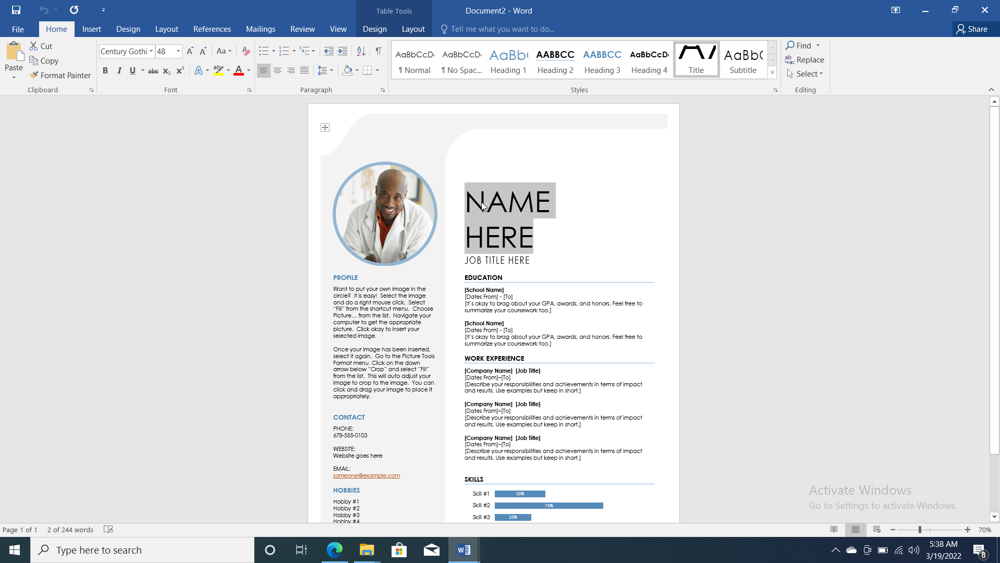 Table Tools
Document2 - Word
File
Home
Insert
Design
Layout
References
Mailings
Review
View
Design
Layout
Tell me what you want to do...
Share
Paste
Cut
Copy
Format Painter
Clipboard
Century Gothi
48
Aa
B I U abc x₂ x² A ab A
Font
Paragraph
AaBbCcDc
¶ Normal
AaBbCcDc
¶ No Spac...
AaBb(
Heading 1
AABBCC
Heading 2
AABBCC
Heading 3
AaBbCcDc
Heading 4
Title
AaBbC
Subtitle
Styles
Find
Replace
Select
Editing
NAME
HERE
JOB TITLE HERE
PROFILE
Want to put your own image in the
circle?  It is easy!  Select the image
and do a right mouse click.  Select
“Fill” from the shortcut menu.  Choose
Picture… from the list.  Navigate your
computer to get the appropriate
picture.  Click okay to insert your
selected image.
Once your image has been inserted,
select it again.  Go to the Picture Tools
Format menu. Click on the down
arrow below “Crop” and select “Fill”
from the list.  This will auto adjust your
image to crop to the image.  You can
click and drag your image to place it
appropriately.
CONTACT
PHONE:
678-555-0103
WEBSITE:
Website goes here
EMAIL:
someone@example.com
HOBBIES
Hobby #1
Hobby #2
Hobby #3
Hobby #4
EDUCATION
[School Name]
[Dates From] - [To]
[It’s okay to brag about your GPA, awards, and honors. Feel free to
summarize your coursework too.]
[School Name]
[Dates From] - [To]
[It’s okay to brag about your GPA, awards, and honors. Feel free to
summarize your coursework too.]
WORK EXPERIENCE
[Company Name]  [Job Title]
[Dates From]–[To]
[Describe your responsibilities and achievements in terms of impact
and results. Use examples but keep in short.]
[Company Name]  [Job Title]
[Dates From]–[To]
[Describe your responsibilities and achievements in terms of impact
and results. Use examples but keep in short.]
[Company Name]  [Job Title]
[Dates From]–[To]
[Describe your responsibilities and achievements in terms of impact
and results. Use examples but keep in short.]
SKILLS
Skill #1 35%
Skill #2 75%
Skill #3 25%
Activate Windows
Go to Settings to activate Windows.
Page 1 of 1
2 of 244 words
70%
Type here to search
5:38 AM
3/19/2022
8